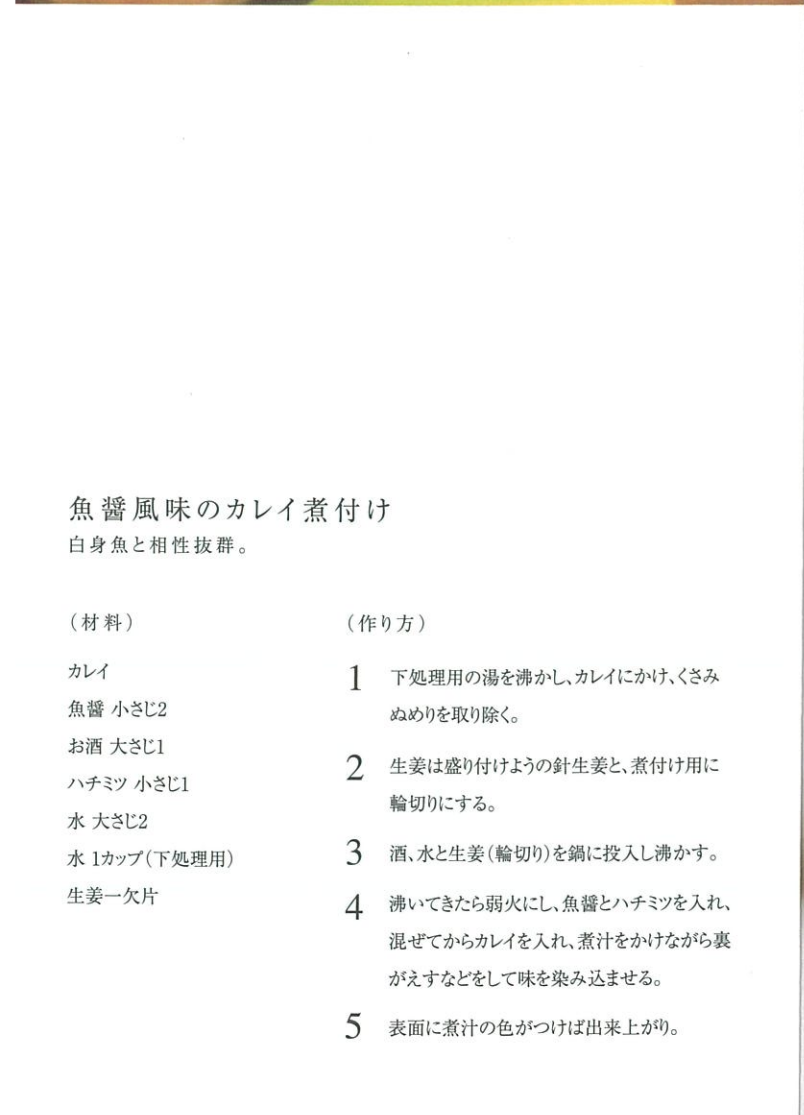 魚醤風味のカレイ煮付け
白身魚と相性抜群。
（材料）
カレイ
魚醤 小さじ2
お酒 大さじ1
ハチミツ 小さじ1
水 大さじ2
水 1カップ（下処理用）
生姜一欠片
（作り方）
1 下処理用の湯を沸かし、カレイにかけ、くさみ
ぬめりを取り除く。
2 生姜は盛り付けようの針生姜と、煮付け用に
輪切りにする。
3 酒、水と生姜（輪切り）を鍋に投入し沸かす。
4 沸いてきたら弱火にし、魚醤とハチミツを入れ、
混ぜてからカレイを入れ、煮汁をかけながら裏
がえすなどをして味を染み込ませる。
5 表面に煮汁の色がつけば出来上がり。